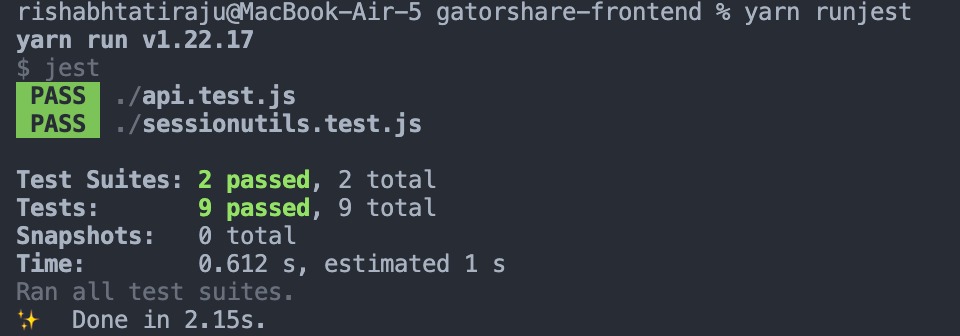 rishabhtatiraju@MacBook-Air-5 gatorshare-frontend % yarn runjest
yarn run v1.22.17
$ jest
PASS ./api.test.js
PASS ./sessionutils.test.js
Test Suites: 2 passed, 2 total
Tests: 9 passed, 9 total
Snapshots: 0 total
Time: 0.612 s, estimated 1 s
Ran all test suites.
✨ Done in 2.15s.